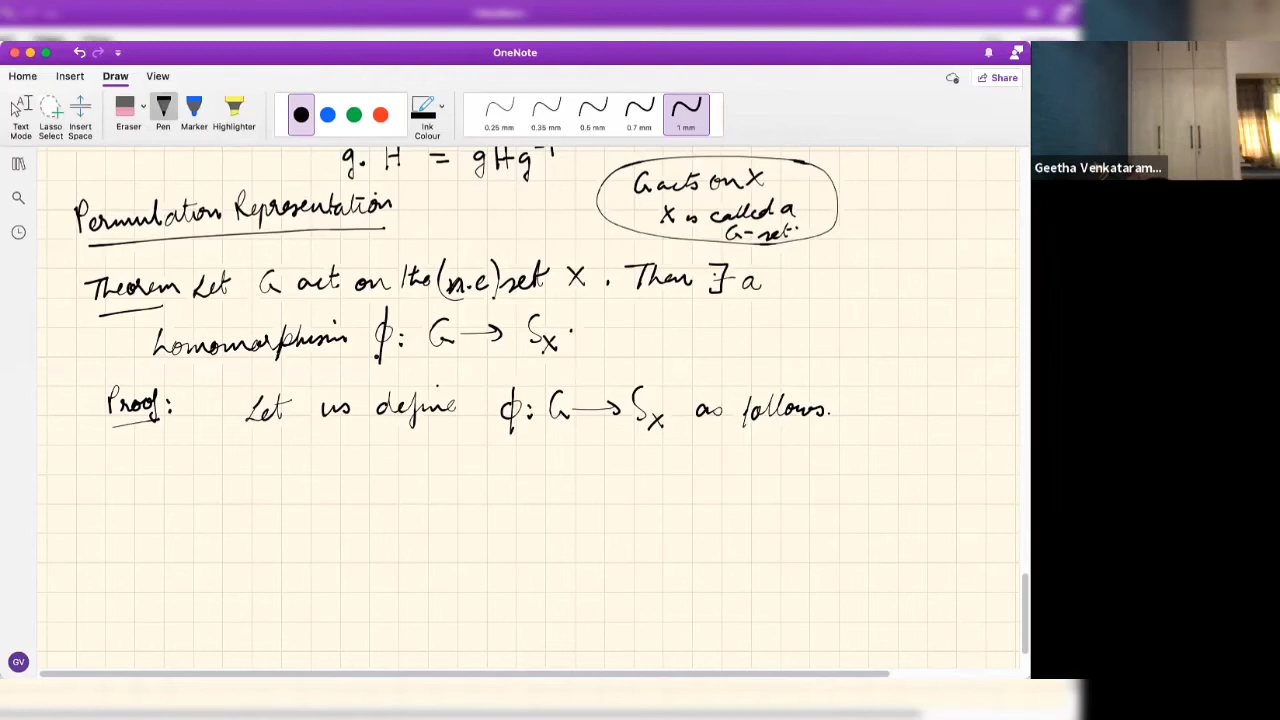 OneNote
Home Insert Draw View
Share
Text Mode
Lasso Select
Insert Space
Eraser
Pen
Marker
Highlighter
0.25 mm
0.35 mm
0.5 mm
0.7 mm
1 mm
Ink Colour
Geetha Venkataram...
g. H = gHg⁻¹
G acts on X
X is called a
G-set.
Permulation Representation
Theorem Let G act on the (n.e) set X. Then ∃ a
homomorphism ϕ: G → S_X.
Proof: Let us define ϕ: G → S_X as follows.
GV